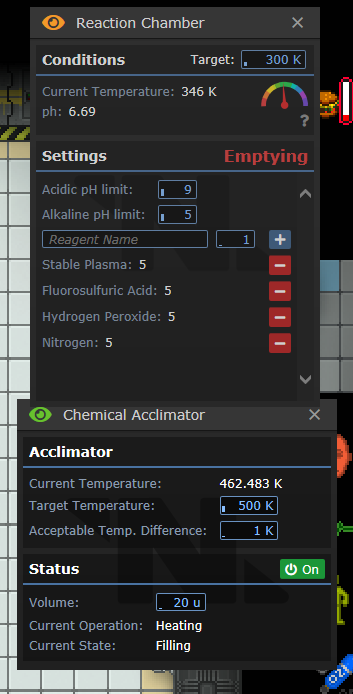 Reaction Chamber
Conditions Target: 300 K
Current Temperature: 346 K
ph: 6.69
?
Settings Emptying
Acidic pH limit: 9
Alkaline pH limit: 5
Reagent Name 1
Stable Plasma: 5
Fluorosulfuric Acid: 5
Hydrogen Peroxide: 5
Nitrogen: 5
Chemical Acclimator
Acclimator
Current Temperature: 462.483 K
Target Temperature: 500 K
Acceptable Temp. Difference: 1 K
Status On
Volume: 20 u
Current Operation: Heating
Current State: Filling